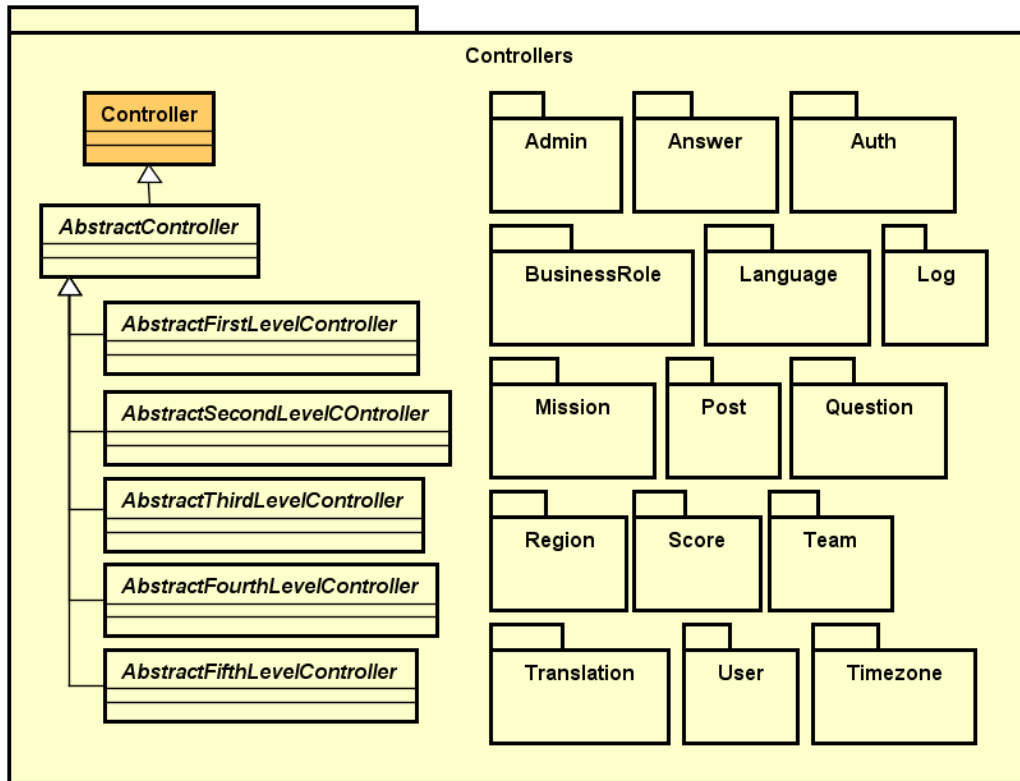 Controllers
Controller
AbstractController
AbstractFirstLevelController
AbstractSecondLevelCOntroller
AbstractThirdLevelController
AbstractFourthLevelController
AbstractFifthLevelController
Admin Answer Auth
BusinessRole Language Log
Mission Post Question
Region Score Team
Translation User Timezone